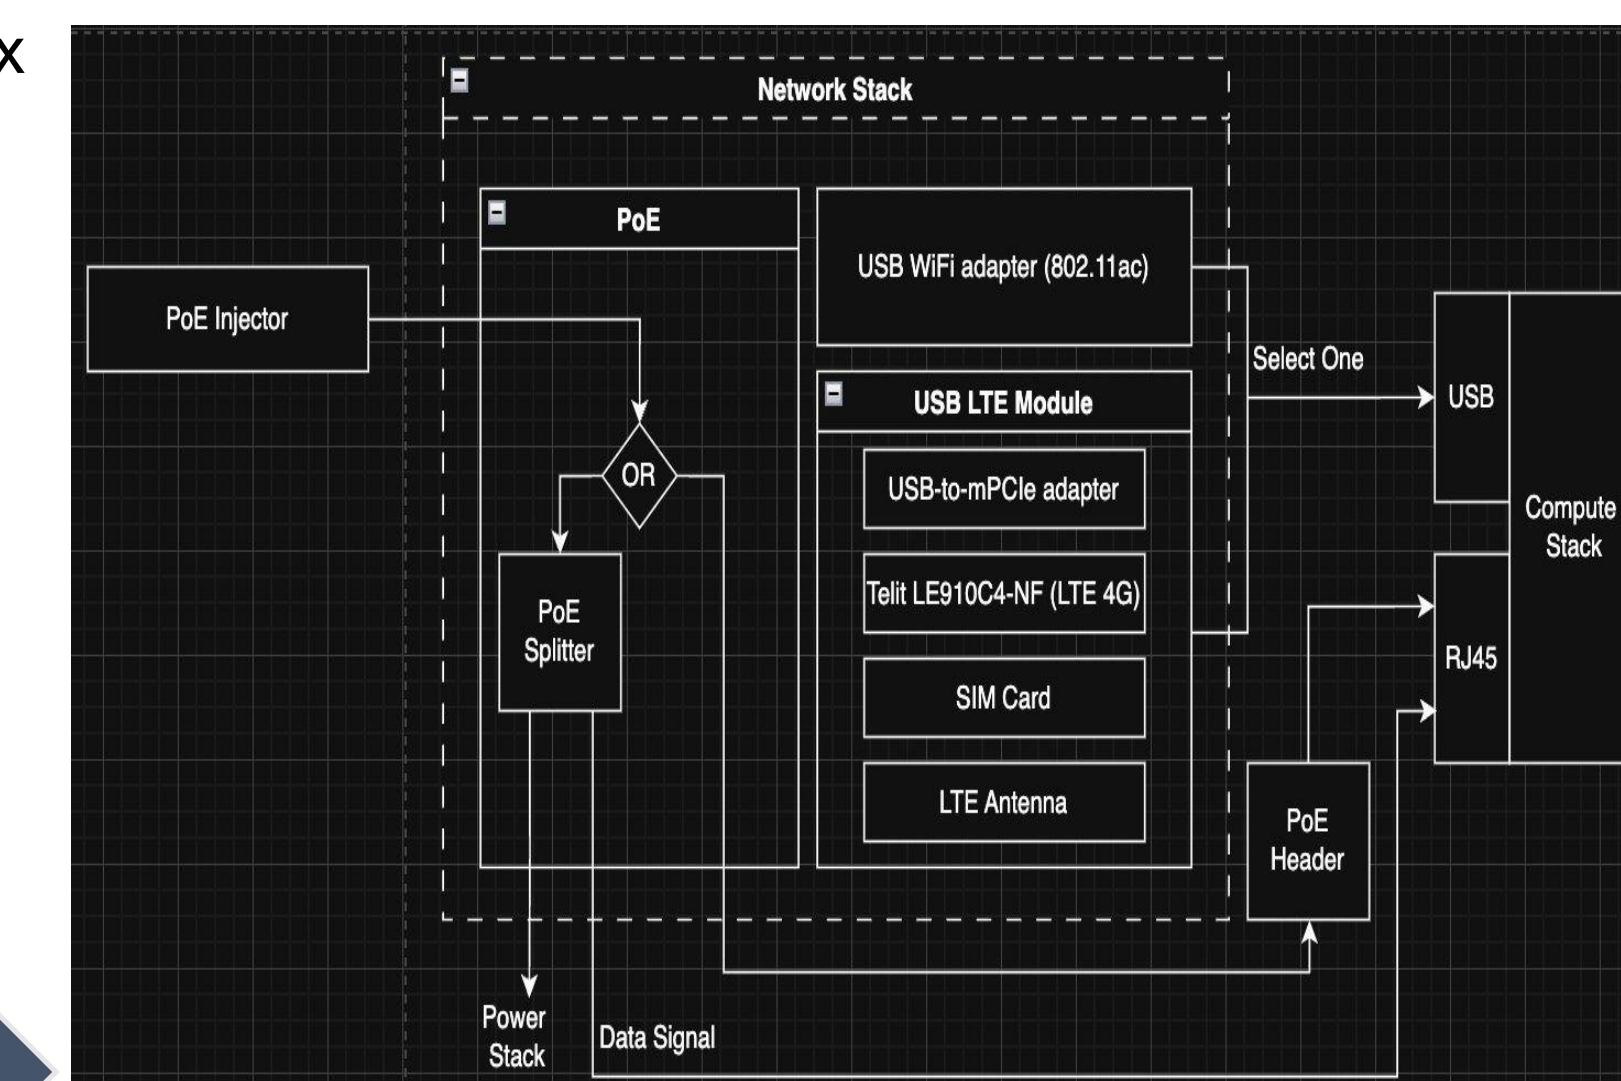 x
Network Stack
PoE
USB WiFi adapter (802.11ac)
PoE Injector
Select One
USB LTE Module
USB
OR
USB-to-mPCIe adapter
Compute
Stack
Telit LE910C4-NF (LTE 4G)
PoE
Splitter
RJ45
SIM Card
LTE Antenna
PoE
Header
Power
Stack
Data Signal